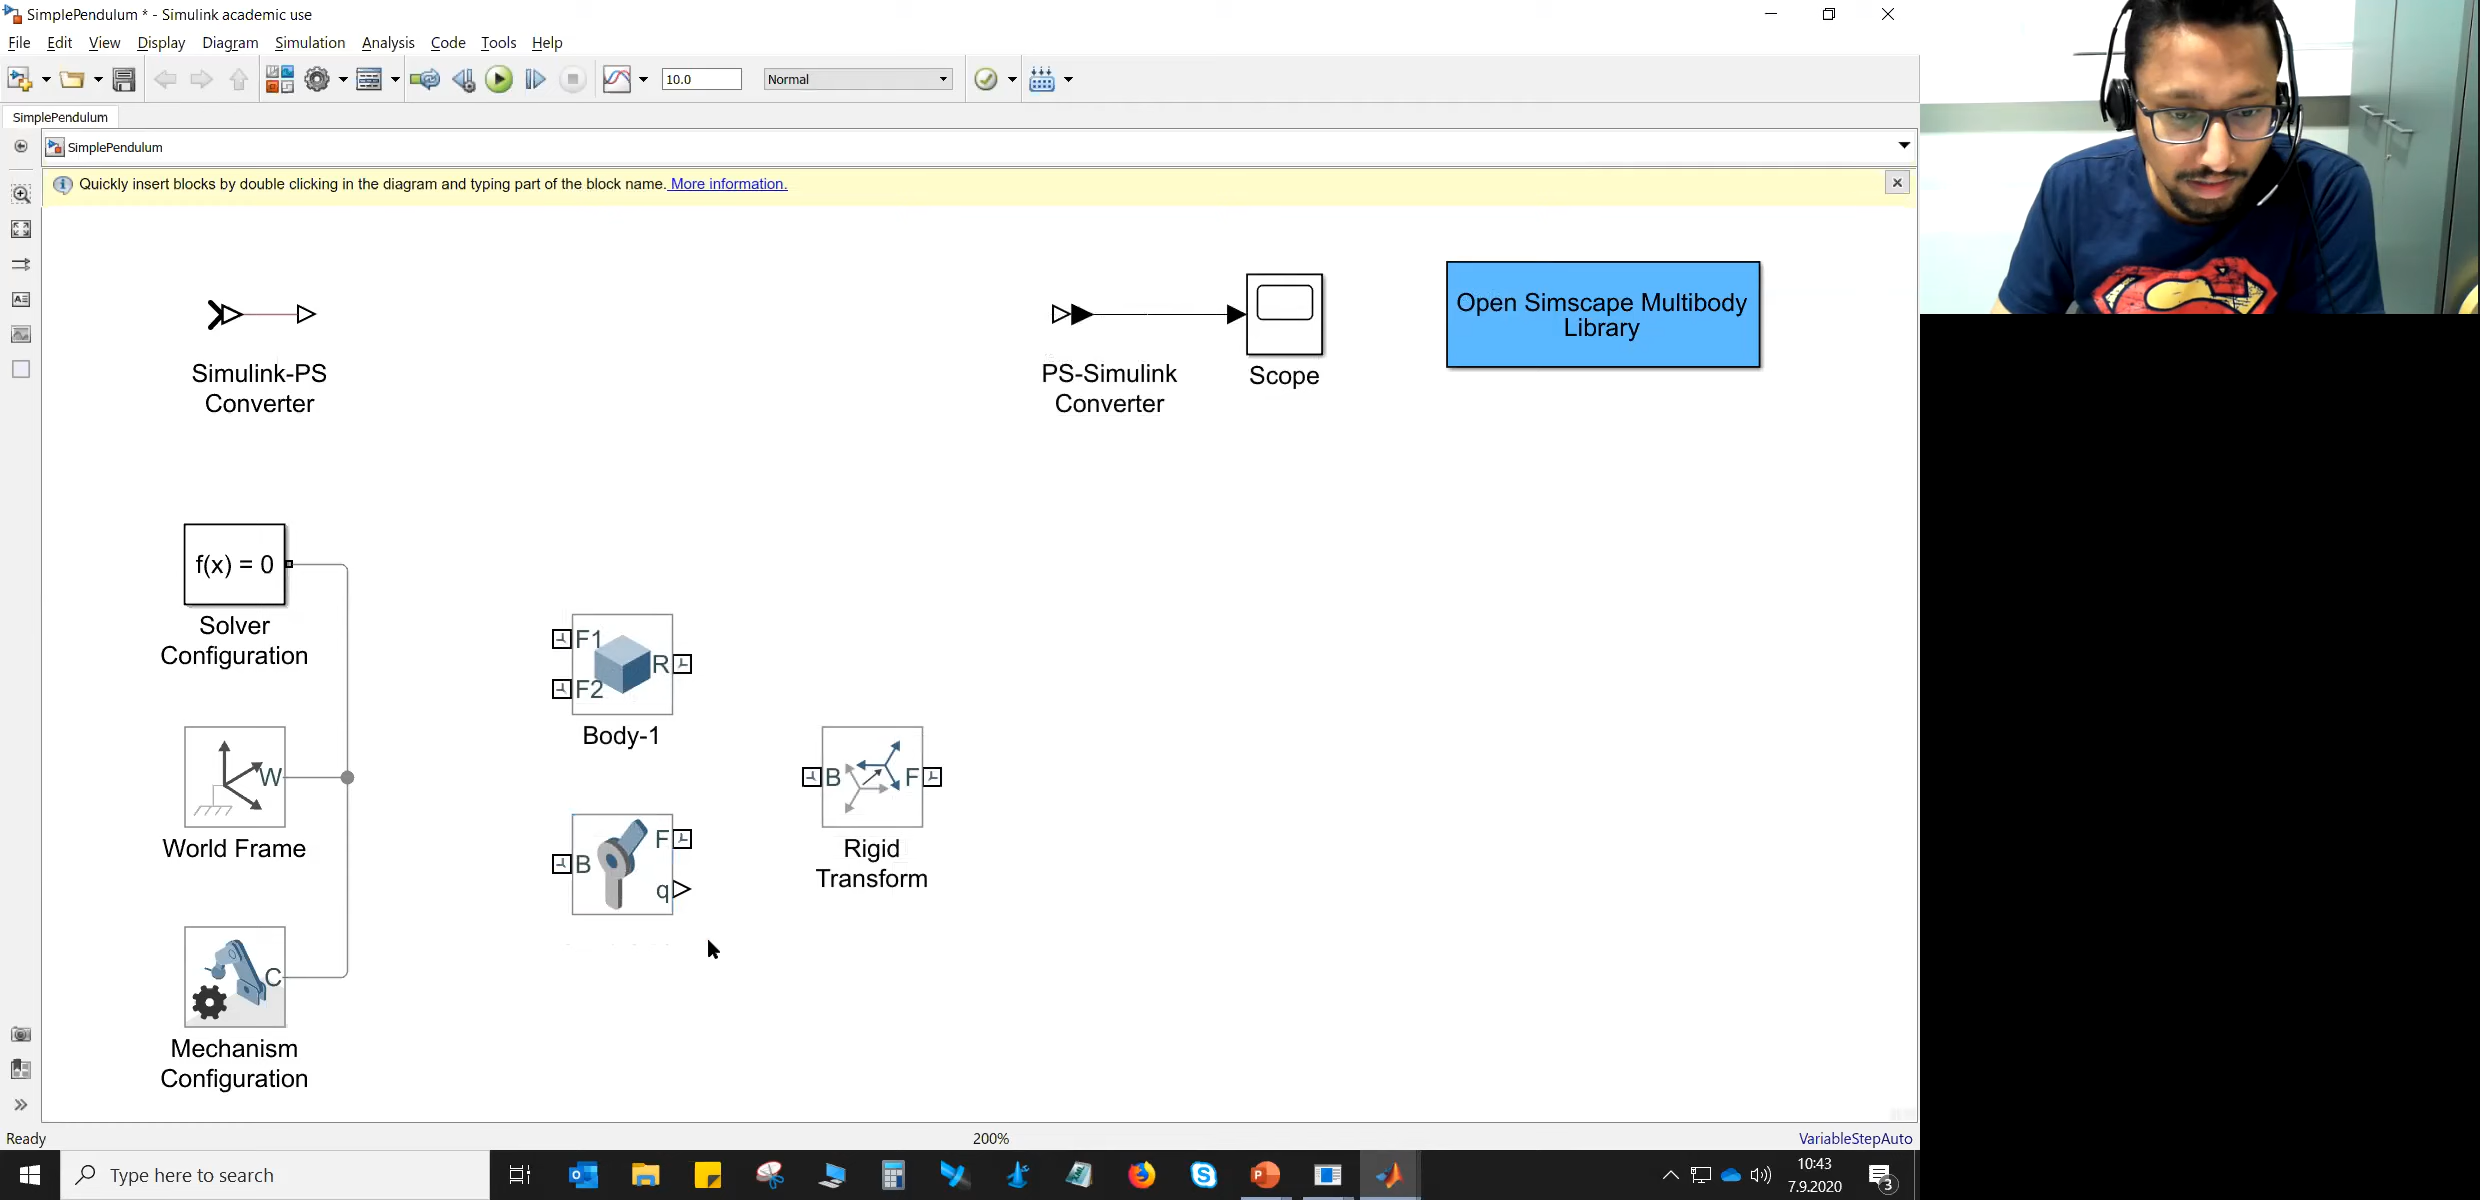 SimplePendulum * - Simulink academic use
File Edit View Display Diagram Simulation Analysis Code Tools Help
10.0
Normal
SimplePendulum
SimplePendulum
Quickly insert blocks by double clicking in the diagram and typing part of the block name. More information.
Simulink-PS
Converter
PS-Simulink
Converter
Scope
Open Simscape Multibody
Library
f(x) = 0
Solver
Configuration
F1
F2
R
Body-1
W
World Frame
B
F
q
B
F
Rigid
Transform
C
Mechanism
Configuration
Ready
200%
VariableStepAuto
Type here to search
10:43
7.9.2020
3